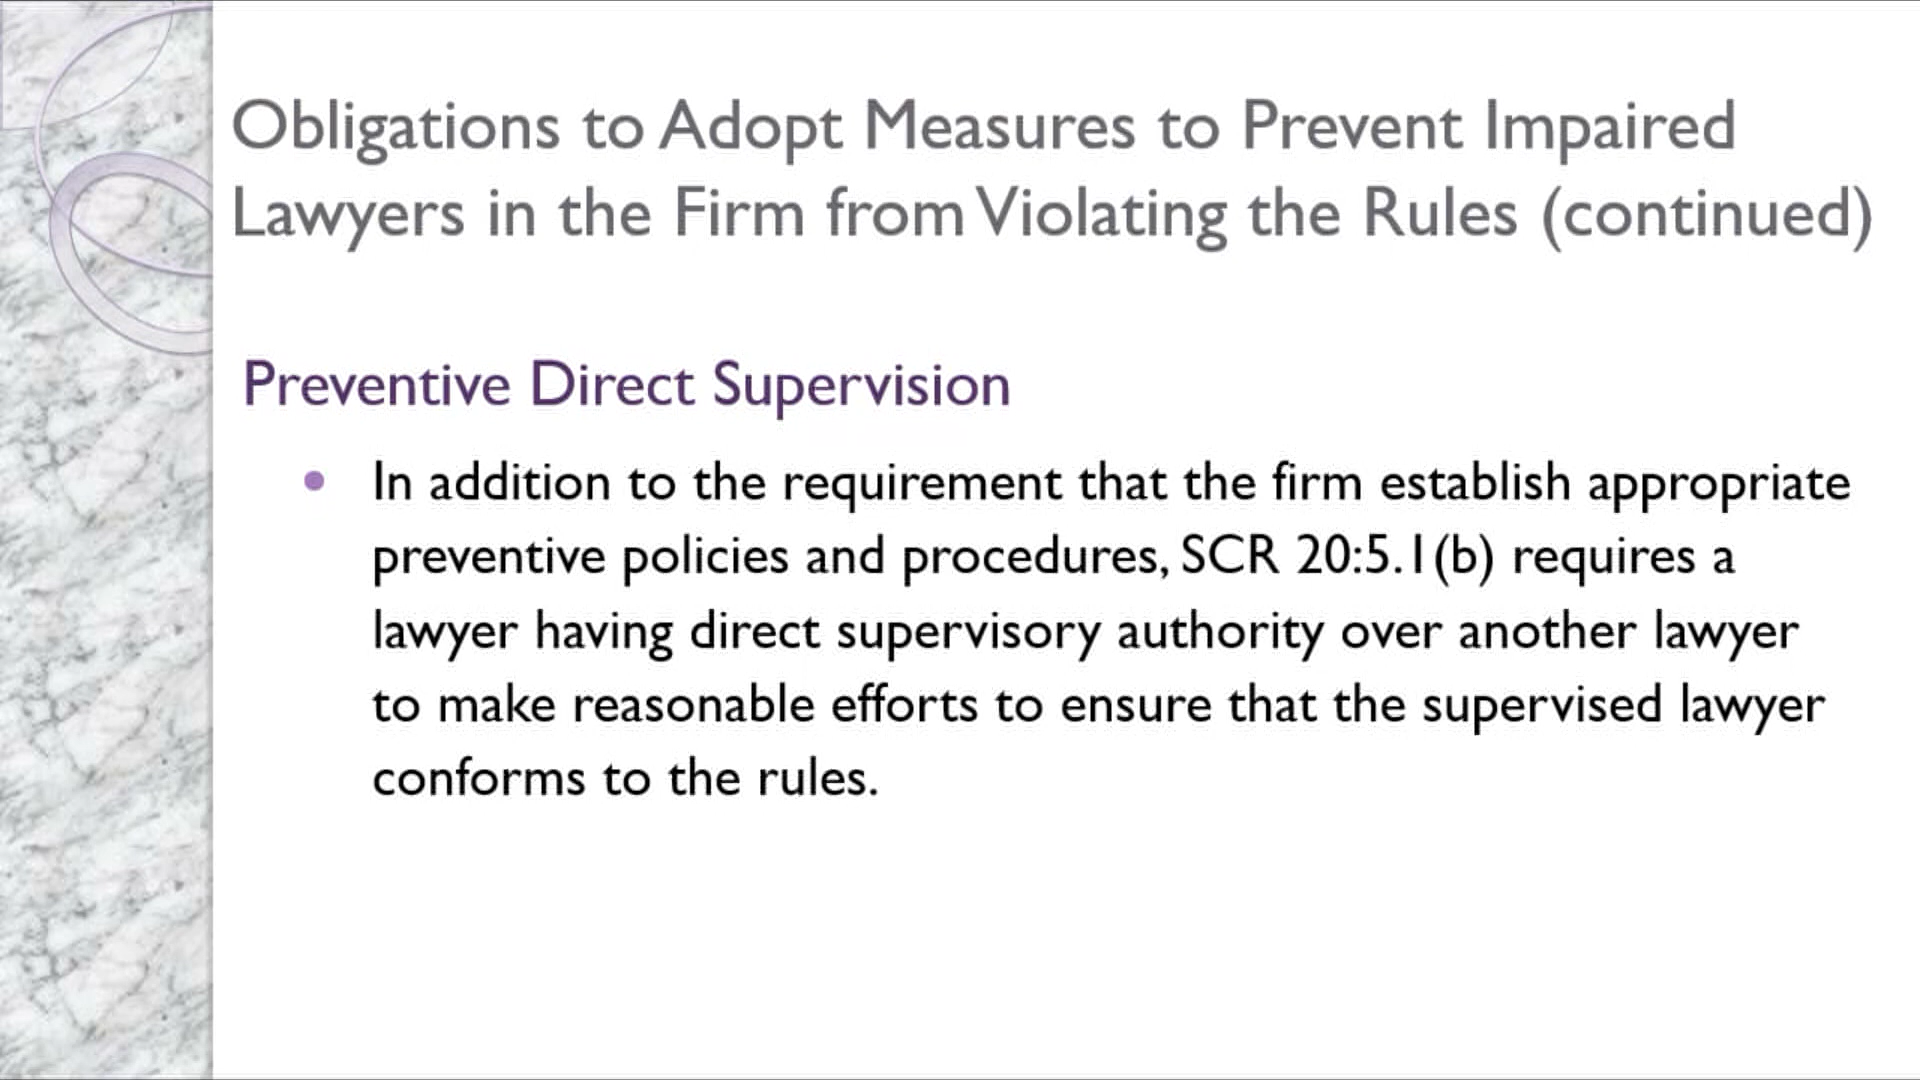 Obligations to Adopt Measures to Prevent Impaired
Lawyers in the Firm from Violating the Rules (continued)
Preventive Direct Supervision
• In addition to the requirement that the firm establish appropriate
preventive policies and procedures, SCR 20:5.1(b) requires a
lawyer having direct supervisory authority over another lawyer
to make reasonable efforts to ensure that the supervised lawyer
conforms to the rules.